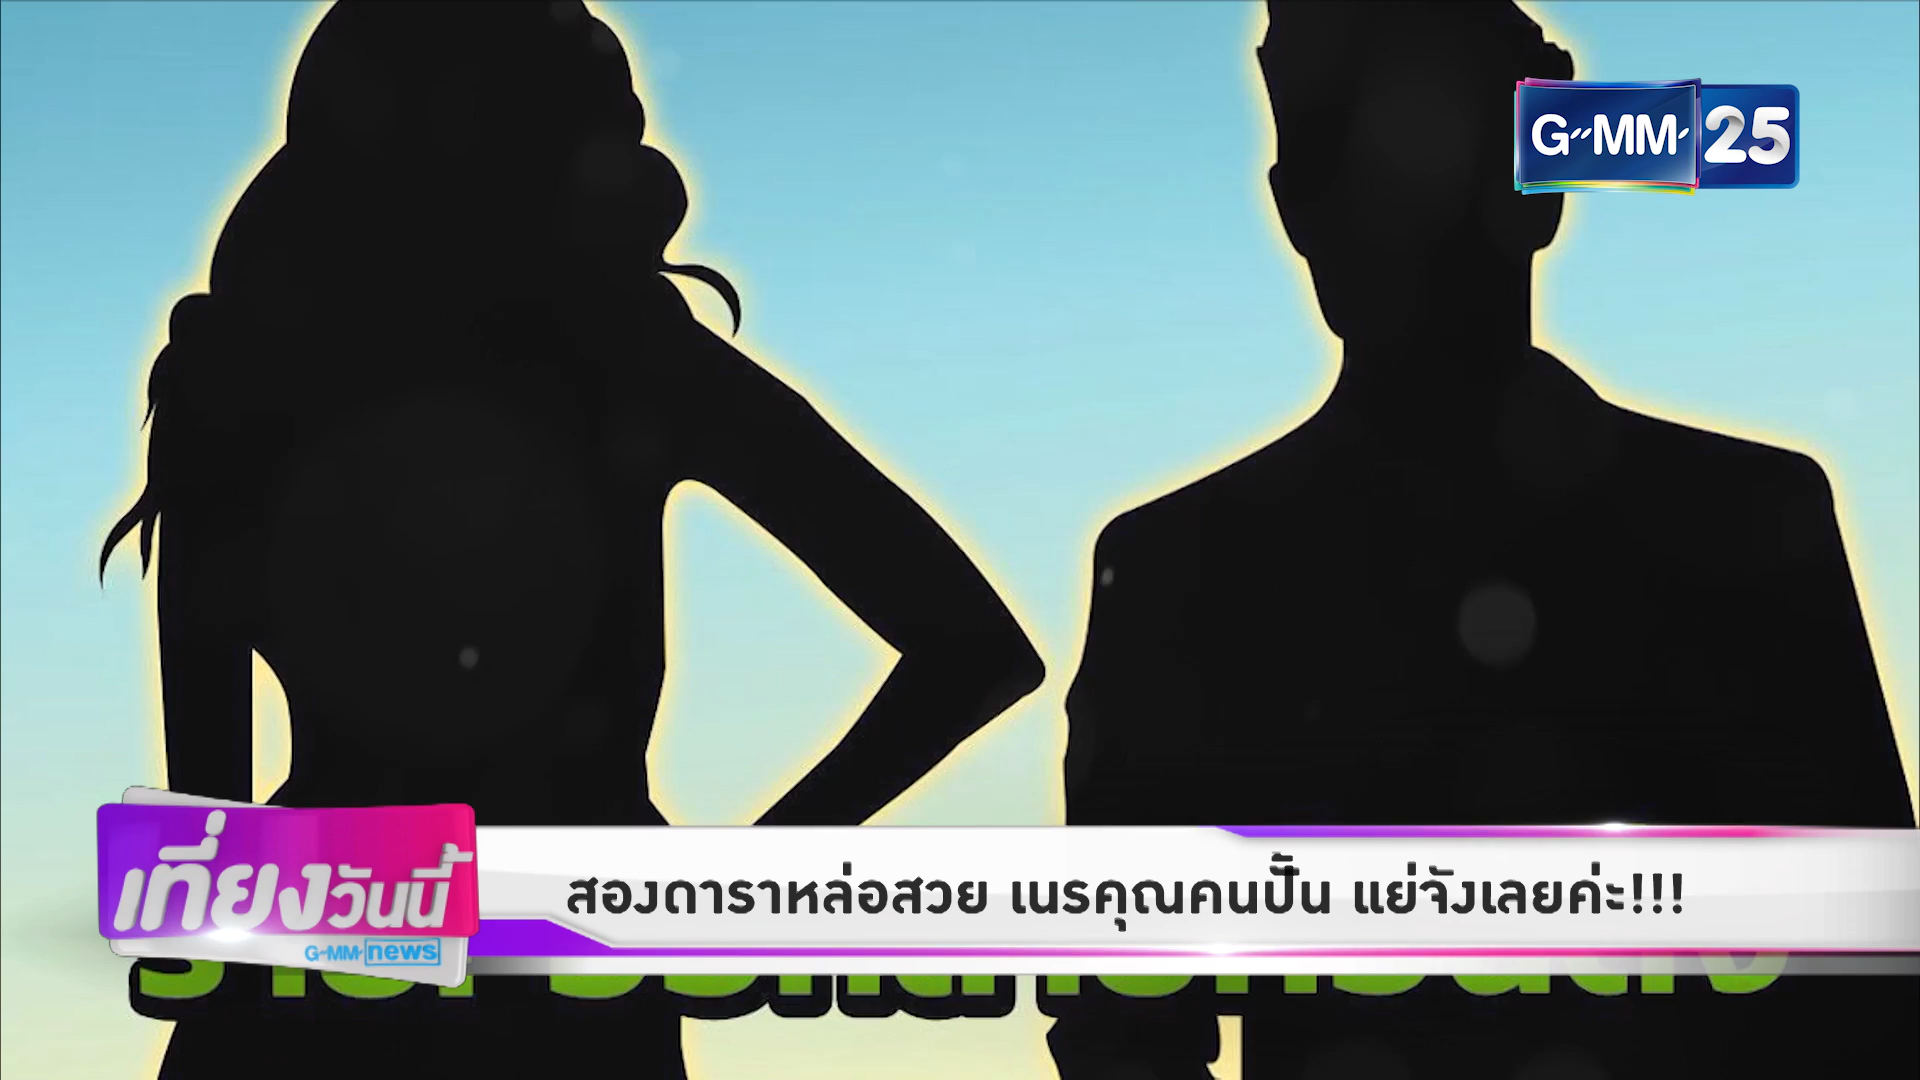 GMM 25
เที่ยงวันนี้
สองดาราหล่อสวย เนรคุณคนปั้น แย่จังเลยค่ะ!!!
GMM news